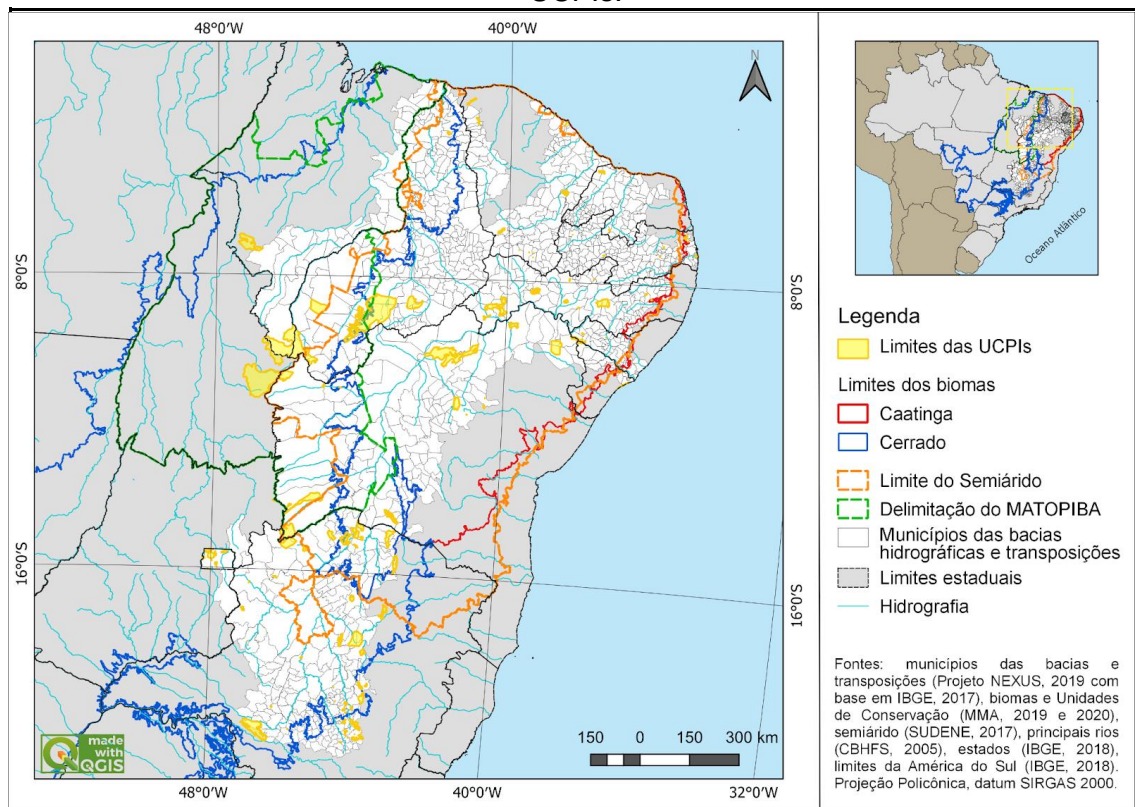 48°0'0"W
40°0'0"W
N
8°0'S
8°0'S
16°0'S
16°0'S
150 0 150 300 km
made
with
QGIS
48°0'W
40°0'W
32°0'W
Oceano Atlântico
Legenda
Limites das UCPIs
Limites dos biomas
Caatinga
Cerrado
Limite do Semiárido
Delimitação do MATOPIBA
Municípios das bacias
hidrográficas e transposições
Limites estaduais
Hidrografia
Fontes: municípios das bacias e
transposições (Projeto NEXUS, 2019 com
base em IBGE, 2017), biomas e Unidades
de Conservação (MMA, 2019 e 2020),
semiárido (SUDENE, 2017), principais rios
(CBHFS, 2005), estados (IBGE, 2018),
limites da América do Sul (IBGE, 2018).
Projeção Policônica, datum SIRGAS 2000.